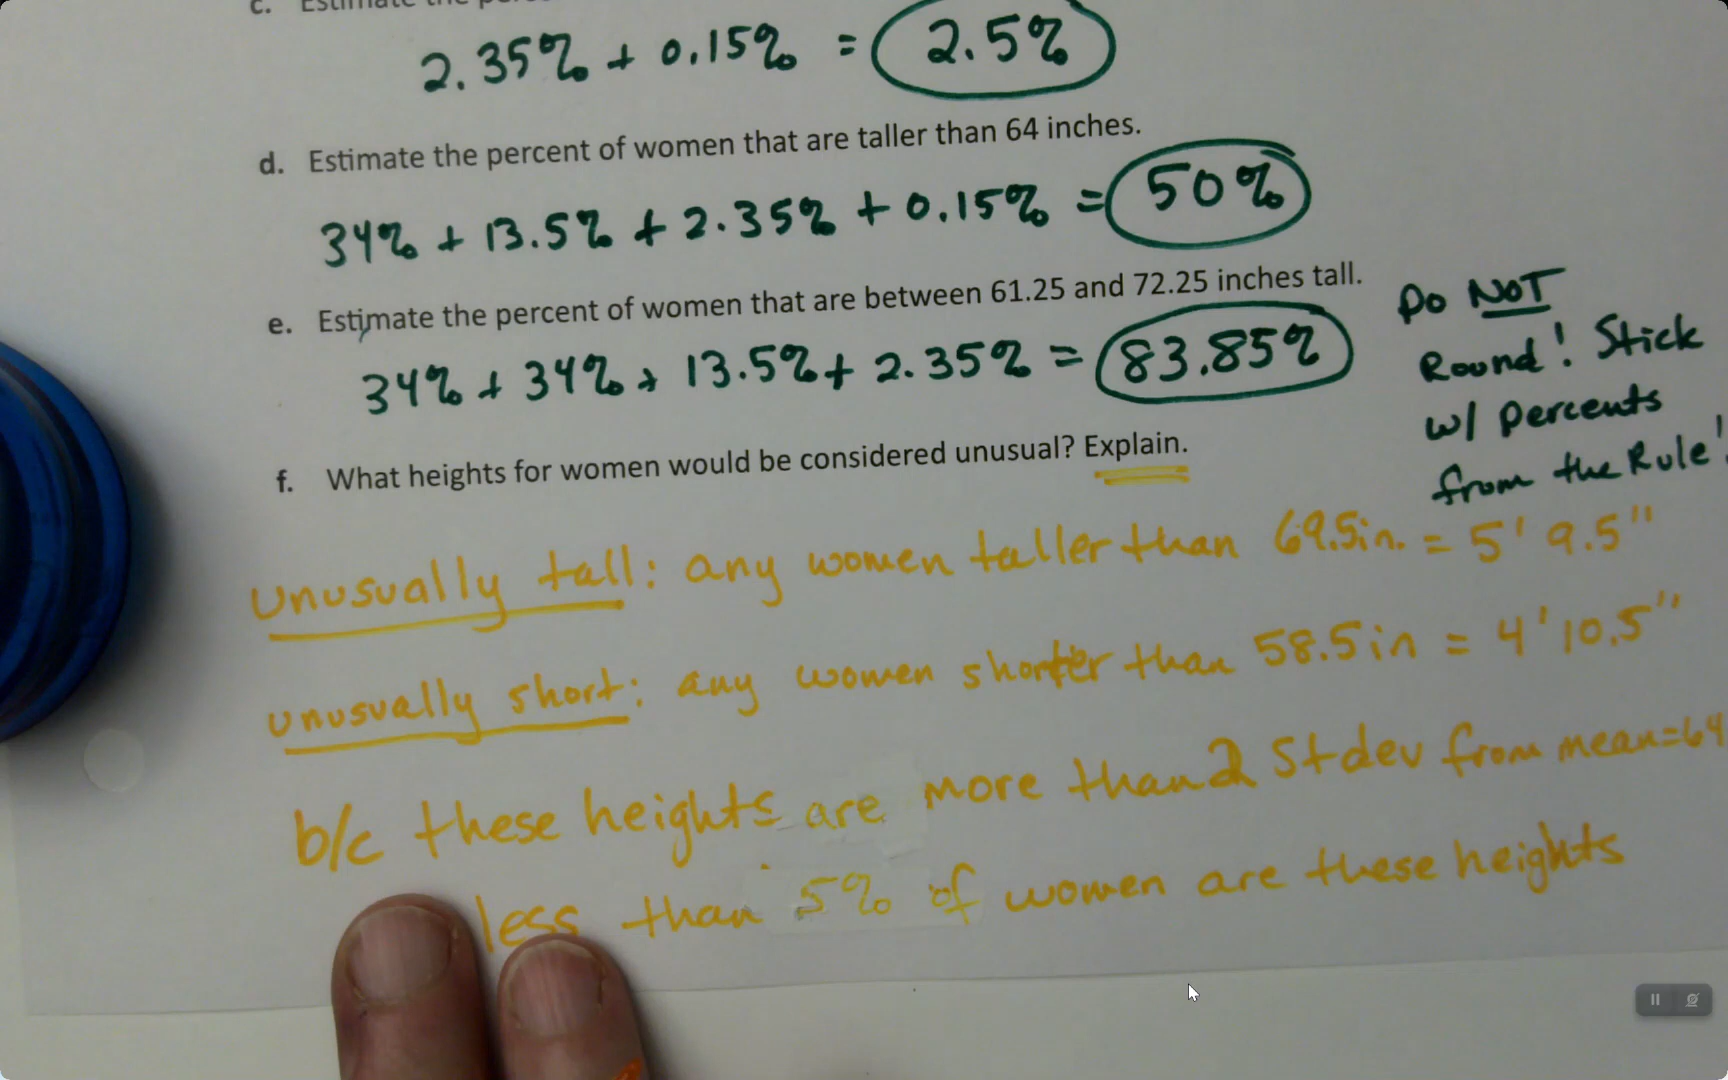 c. Estimate the
2.35% + 0.15% = 2.5%
d. Estimate the percent of women that are taller than 64 inches.
34% + 13.5% + 2.35% + 0.15% = 50%
e. Estimate the percent of women that are between 61.25 and 72.25 inches tall.
34% + 34% + 13.5% + 2.35% = 83.85%
Do NOT
Round! Stick
w/ percents
from the Rule!
f. What heights for women would be considered unusual? Explain.
Unusually tall: any women taller than 69.5in. = 5' 9.5"
unusually short: any women shorter than 58.5in = 4' 10.5"
b/c these heights are more than 2 Stdev from mean=64
less than 5% of women are these heights